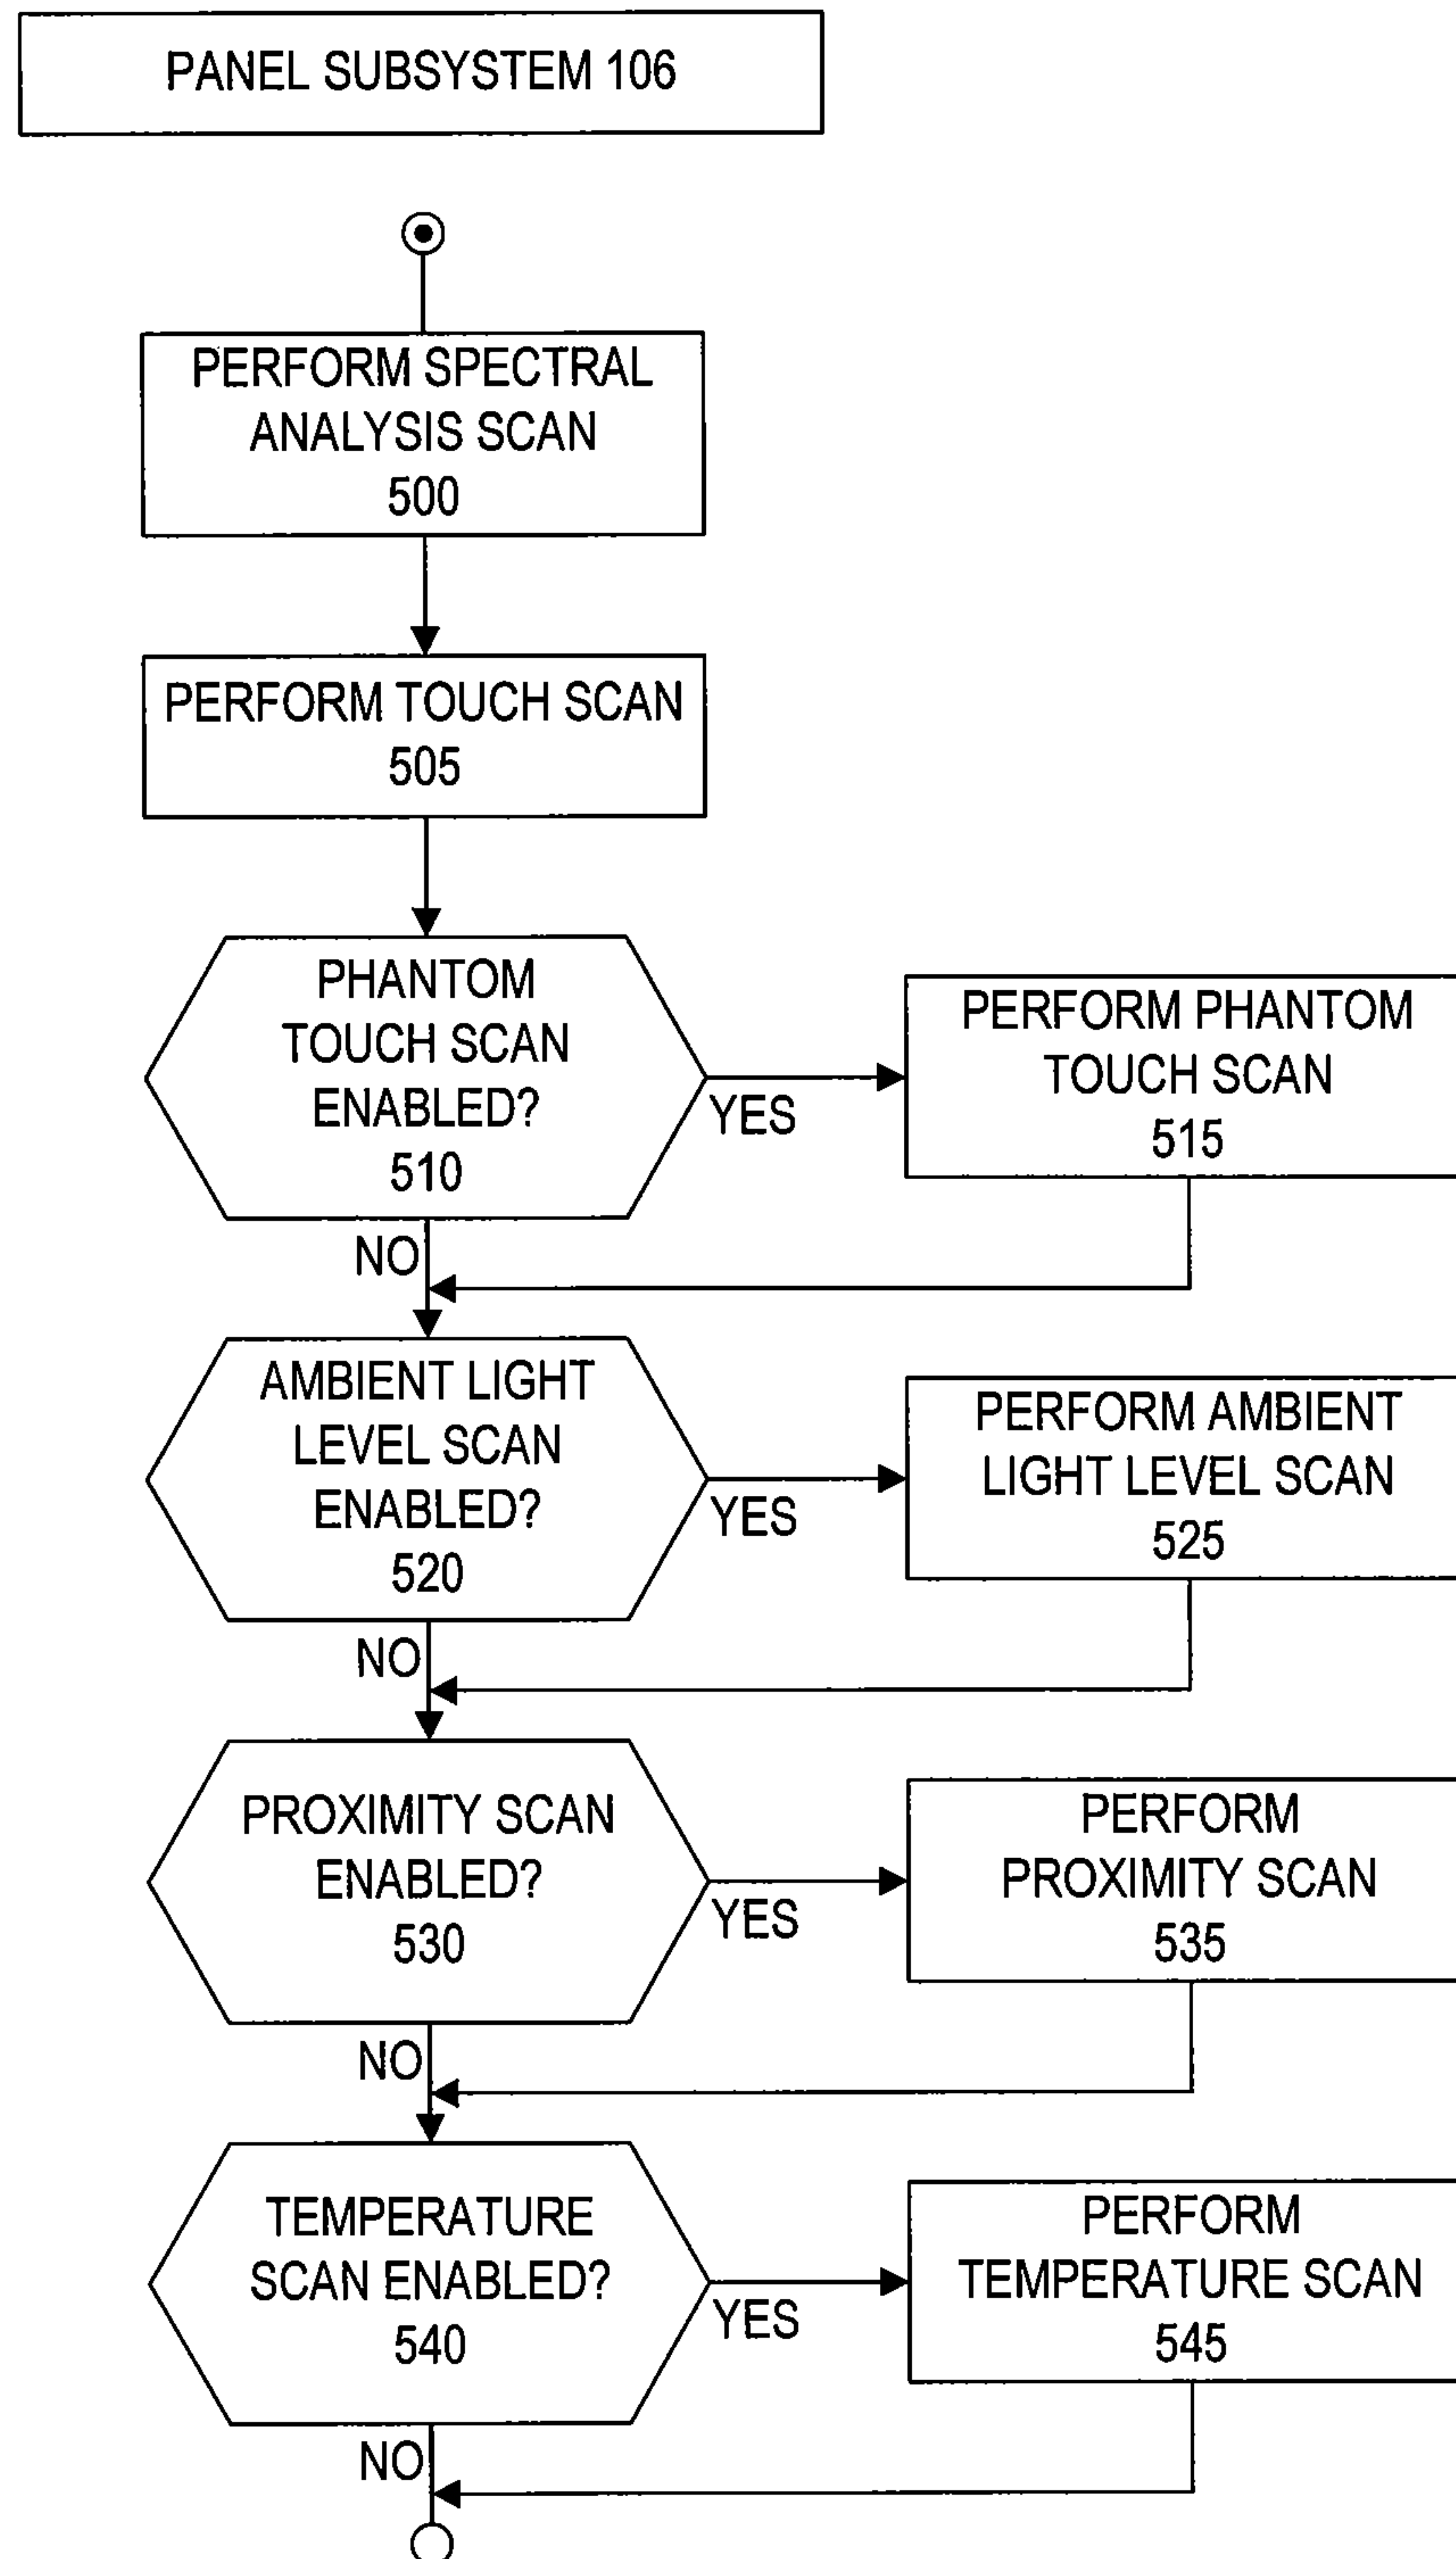 PANEL SUBSYSTEM 106
PERFORM SPECTRAL
ANALYSIS SCAN
500
PERFORM TOUCH SCAN
505
PHANTOM
TOUCH SCAN
ENABLED?
510
YES
PERFORM PHANTOM
TOUCH SCAN
515
NO
AMBIENT LIGHT
LEVEL SCAN
ENABLED?
520
YES
PERFORM AMBIENT
LIGHT LEVEL SCAN
525
NO
PROXIMITY SCAN
ENABLED?
530
YES
PERFORM
PROXIMITY SCAN
535
NO
TEMPERATURE
SCAN ENABLED?
540
YES
PERFORM
TEMPERATURE SCAN
545
NO